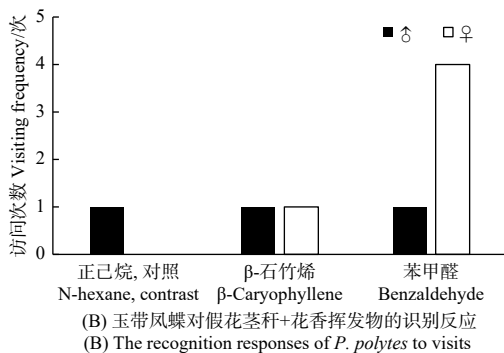 访问次数 Visiting frequency/次
5
4
3
2
1
0
♂ ♀
正己烷, 对照 β-石竹烯 苯甲醛
N-hexane, contrast β-Caryophyllene Benzaldehyde
(B) 玉带凤蝶对假花茎秆+花香挥发物的识别反应
(B) The recognition responses of P. polytes to visits